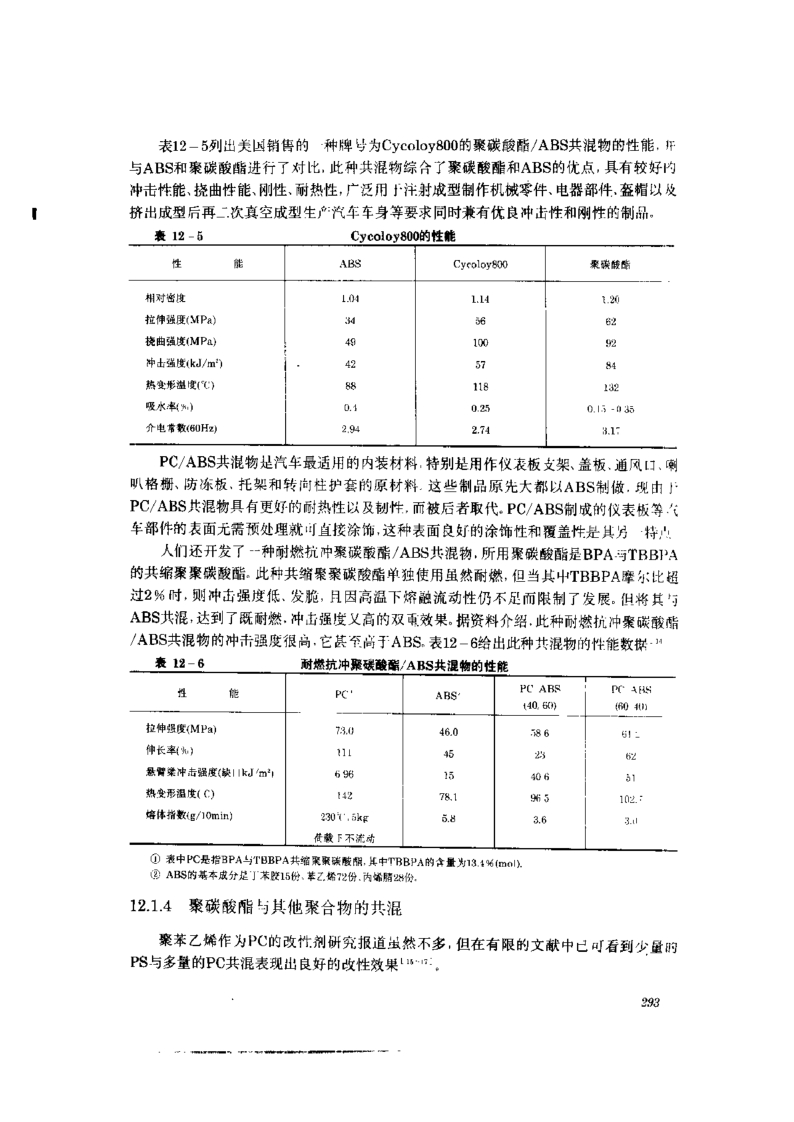 表12－5列出美国销售的一种牌号为Cycoloy800的聚碳酸酯/ABS共混物的性能，并
与ABS和聚碳酸酯进行了对比，此种共混物综合了聚碳酸酯和ABS的优点，具有较好的
冲击性能、挠曲性能、刚性、耐热性，广泛用于注射成型制作机械零件、电器部件、盔帽以及
挤出成型后再二次真空成型生产汽车车身等要求同时兼有优良冲击性和刚性的制品。
表 12－5 Cycoloy800的性能
性 能 ABS Cycoloy800 聚碳酸酯
相对密度 1.04 1.14 1.20
拉伸强度(MPa) 34 56 62
挠曲强度(MPa) 49 100 92
冲击强度(kJ/m²) 42 57 84
热变形温度(℃) 88 118 132
吸水率(%) 0.4 0.25 0.15－0.35
介电常数(60Hz) 2.94 2.74 3.17
PC/ABS共混物是汽车最适用的内装材料，特别是用作仪表板支架、盖板、通风口、喇
叭格栅、防冻板、托架和转向柱护套的原材料。这些制品原先大都以ABS制做，现由于
PC/ABS共混物具有更好的耐热性以及韧性，而被后者取代。PC/ABS制成的仪表板等汽
车部件的表面无需预处理就可直接涂饰，这种表面良好的涂饰性和覆盖性是其另一特点
人们还开发了一种耐燃抗冲聚碳酸酯/ABS共混物，所用聚碳酸酯是BPA与TBBPA
的共缩聚聚碳酸酯。此种共缩聚聚碳酸酯单独使用虽然耐燃，但当其中TBBPA摩尔比超
过2%时，则冲击强度低、发脆，且因高温下熔融流动性仍不足而限制了发展。但将其与
ABS共混，达到了既耐燃、冲击强度又高的双重效果。据资料介绍，此种耐燃抗冲聚碳酸酯
/ABS共混物的冲击强度很高，它甚至高于ABS。表12－6给出此种共混物的性能数据
表 12－6 耐燃抗冲聚碳酸酯/ABS共混物的性能
性 能 PC ABS PC ABS PC ABS
(40/60) (60/40)
拉伸强度(MPa) 73.0 46.0 58.6
伸长率(%) 111 45 23 62
悬臂梁冲击强度(缺口)(kJ/m²) 6.96 15 40.6 51
热变形温度(℃) 142 78.1 96.5
熔体指数(g/10min) 230℃，5kg 5.8 3.6
荷载下不流动
① 表中PC是指BPA与TBBPA共缩聚聚碳酸酯，其中TBBPA的含量为13.4%(mol)。
② ABS的基本成分是丁苯胶15份，苯乙烯72份，丙烯腈28份。
12.1.4 聚碳酸酯与其他聚合物的共混
聚苯乙烯作为PC的改性剂研究报道虽然不多，但在有限的文献中已可看到少量的
PS与多量的PC共混表现出良好的改性效果。
293